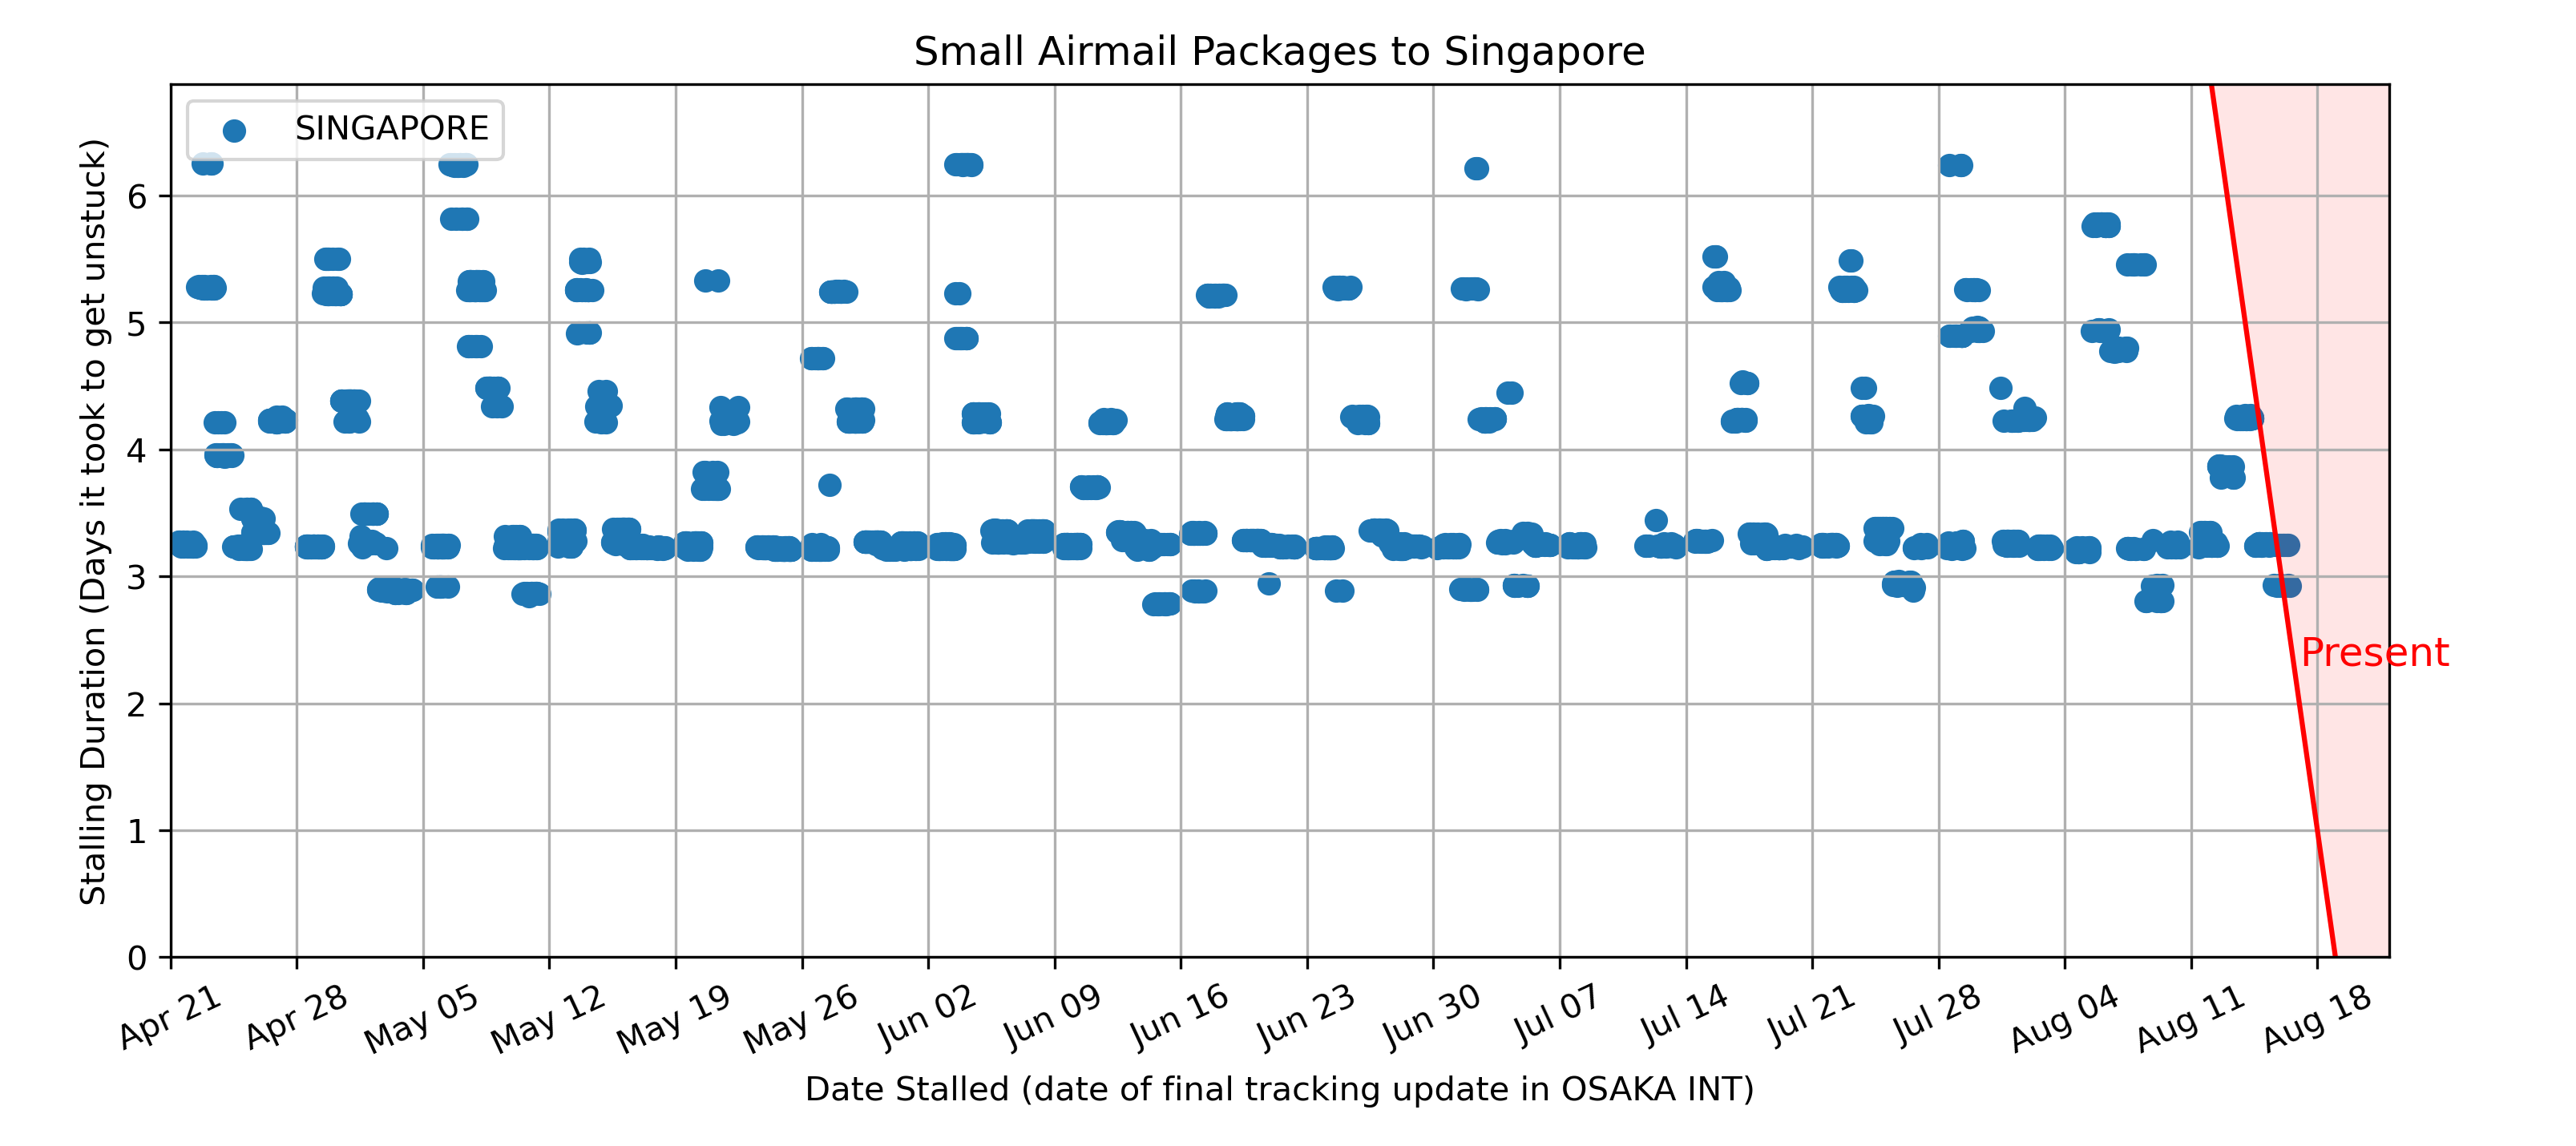 Small Airmail Packages to Singapore
SINGAPORE
Stalling Duration (Days it took to get unstuck)
6
5
4
3
2
1
0
Present
Apr 21
Apr 28
May 05
May 12
May 19
May 26
Jun 02
Jun 09
Jun 16
Jun 23
Jun 30
Jul 07
Jul 14
Jul 21
Jul 28
Aug 04
Aug 11
Aug 18
Date Stalled (date of final tracking update in OSAKA INT)